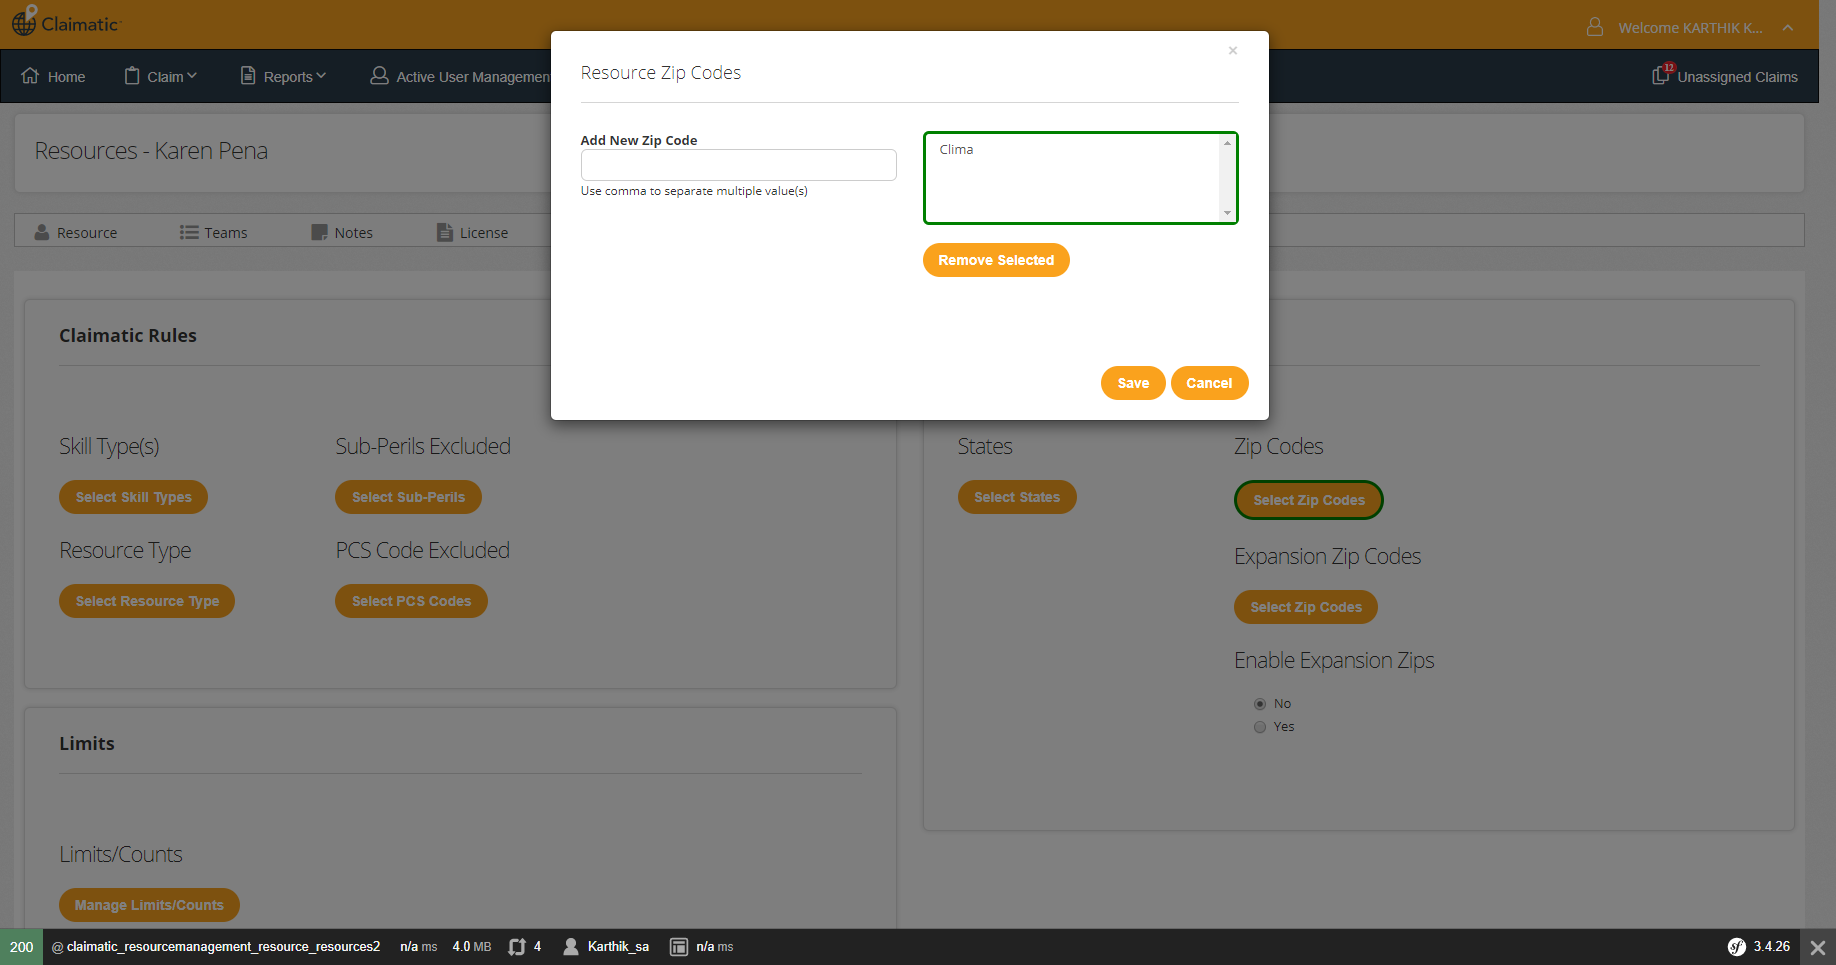 Claimatic
Welcome KARTHIK K...
Home
Claim
Reports
Active User Managemen
12
Unassigned Claims
Resources - Karen Pena
Resource
Teams
Notes
License
Resource Zip Codes
×
Add New Zip Code
Use comma to separate multiple value(s)
Clima
Remove Selected
Save
Cancel
Claimatic Rules
Skill Type(s)
Sub-Perils Excluded
Select Skill Types
Select Sub-Perils
Resource Type
PCS Code Excluded
Select Resource Type
Select PCS Codes
States
Zip Codes
Select States
Select Zip Codes
Expansion Zip Codes
Select Zip Codes
Enable Expansion Zips
No
Yes
Limits
Limits/Counts
Manage Limits/Counts
200
@ claimatic_resourcemanagement_resource_resources2
n/a ms
4.0 MB
4
Karthik_sa
n/a ms
sf
3.4.26